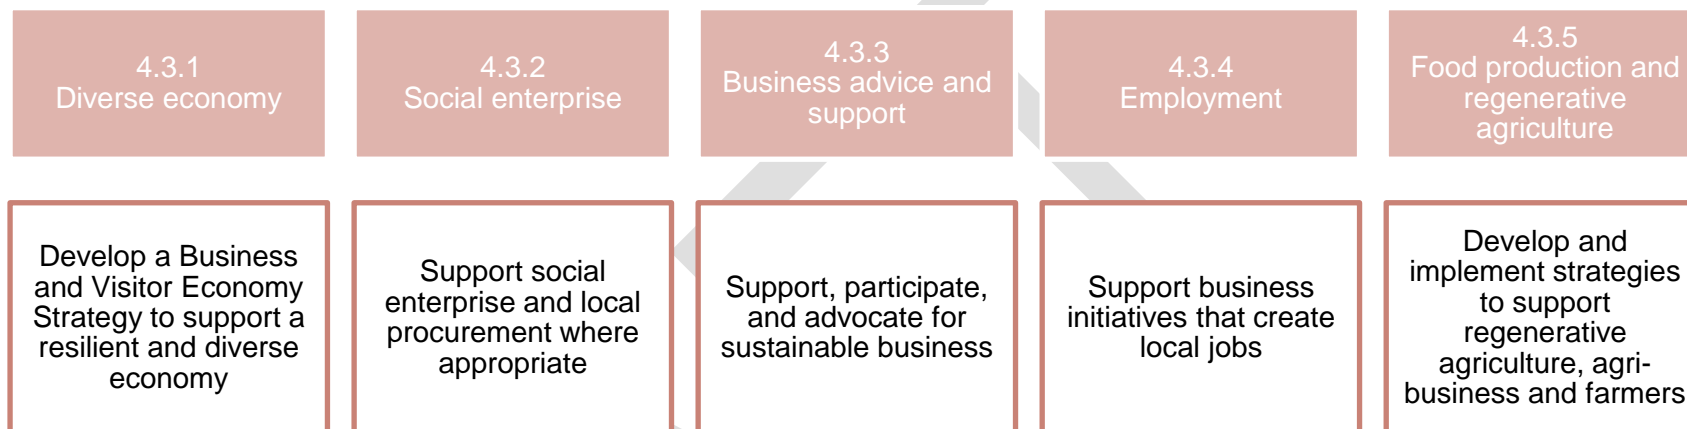 4.3.1
Diverse economy
4.3.2
Social enterprise
4.3.3
Business advice and
support
4.3.4
Employment
4.3.5
Food production and
regenerative
agriculture
Develop a Business
and Visitor Economy
Strategy to support a
resilient and diverse
economy
Support social
enterprise and local
procurement where
appropriate
Support, participate,
and advocate for
sustainable business
Support business
initiatives that create
local jobs
Develop and
implement strategies
to support
regenerative
agriculture, agri-
business and farmers